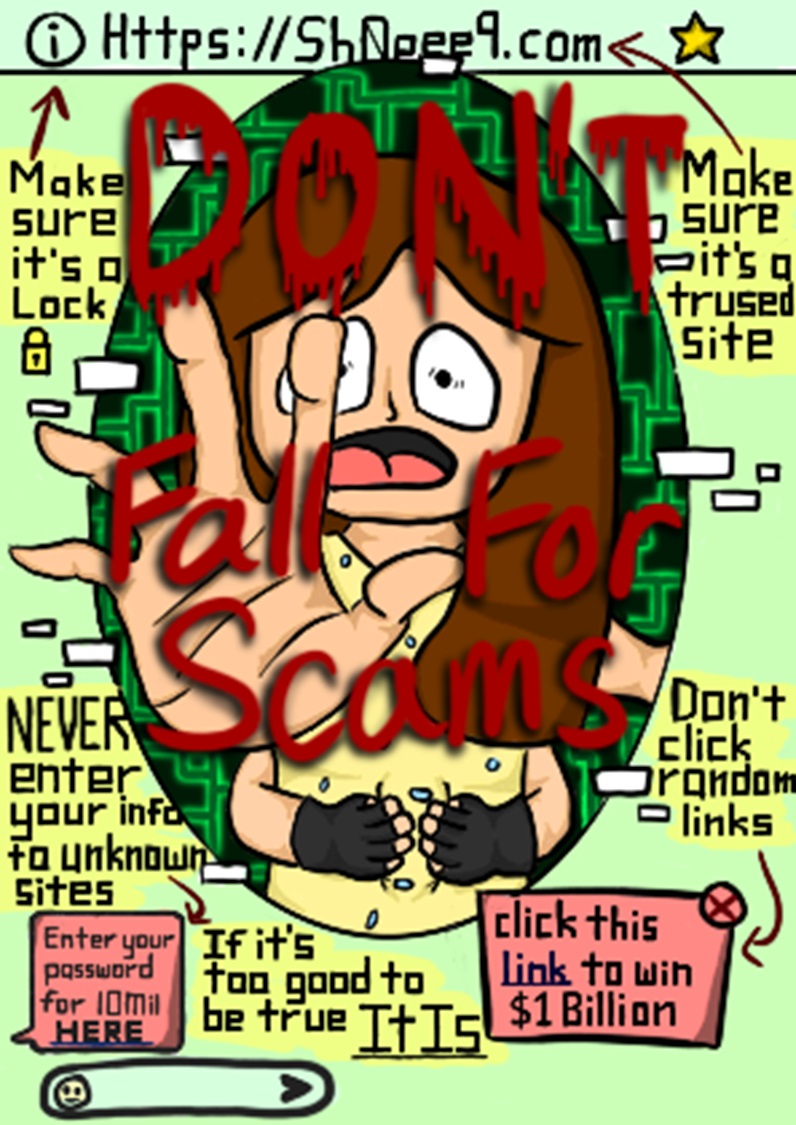 Https://ShNpee9.com
DON'T
Fall For
Scams
Make
sure
it's a
Lock
Make
sure
it's a
trused
site
NEVER
enter
your info
to unknown
sites
Don't
click
random
links
Enter your
password
for 10mil
HERE
If it's
too good to
be true It Is
click this
link to win
$1 Billion